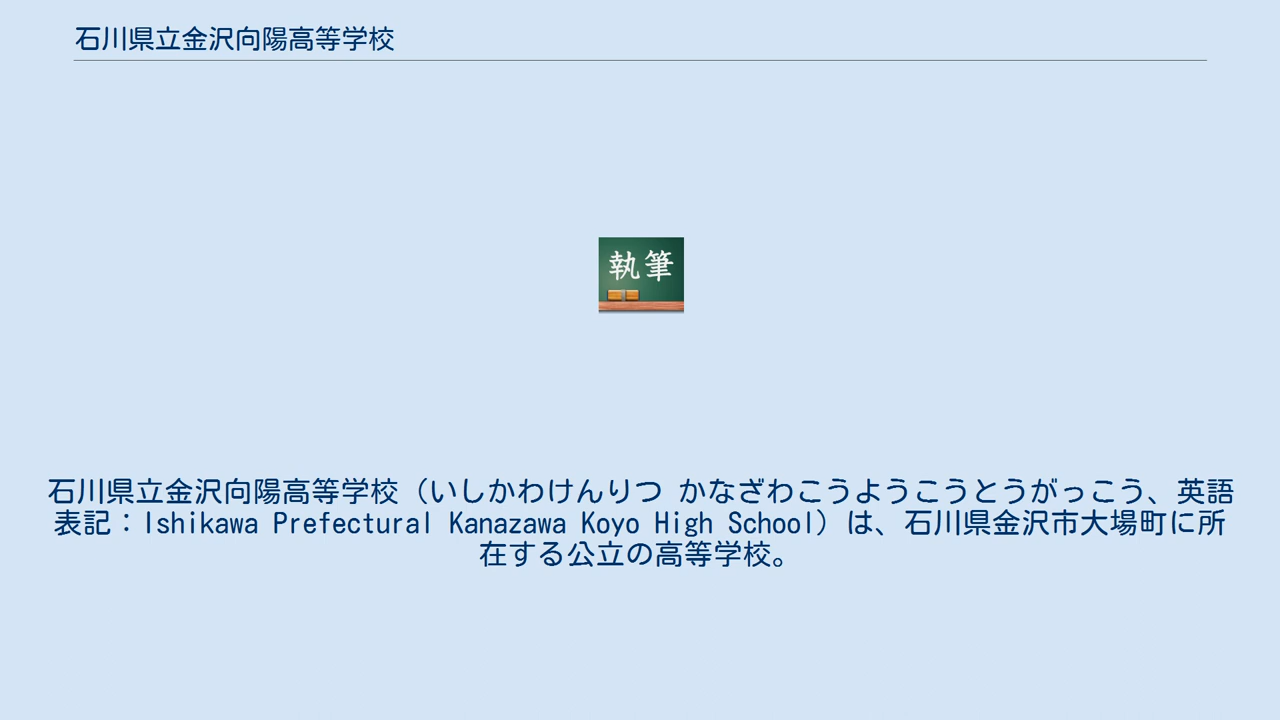 石川県立金沢向陽高等学校
執筆
石川県立金沢向陽高等学校（いしかわけんりつ かなざわこうようこうとうがっこう、英語
表記：Ishikawa Prefectural Kanazawa Koyo High School）は、石川県金沢市大場町に所
在する公立の高等学校。